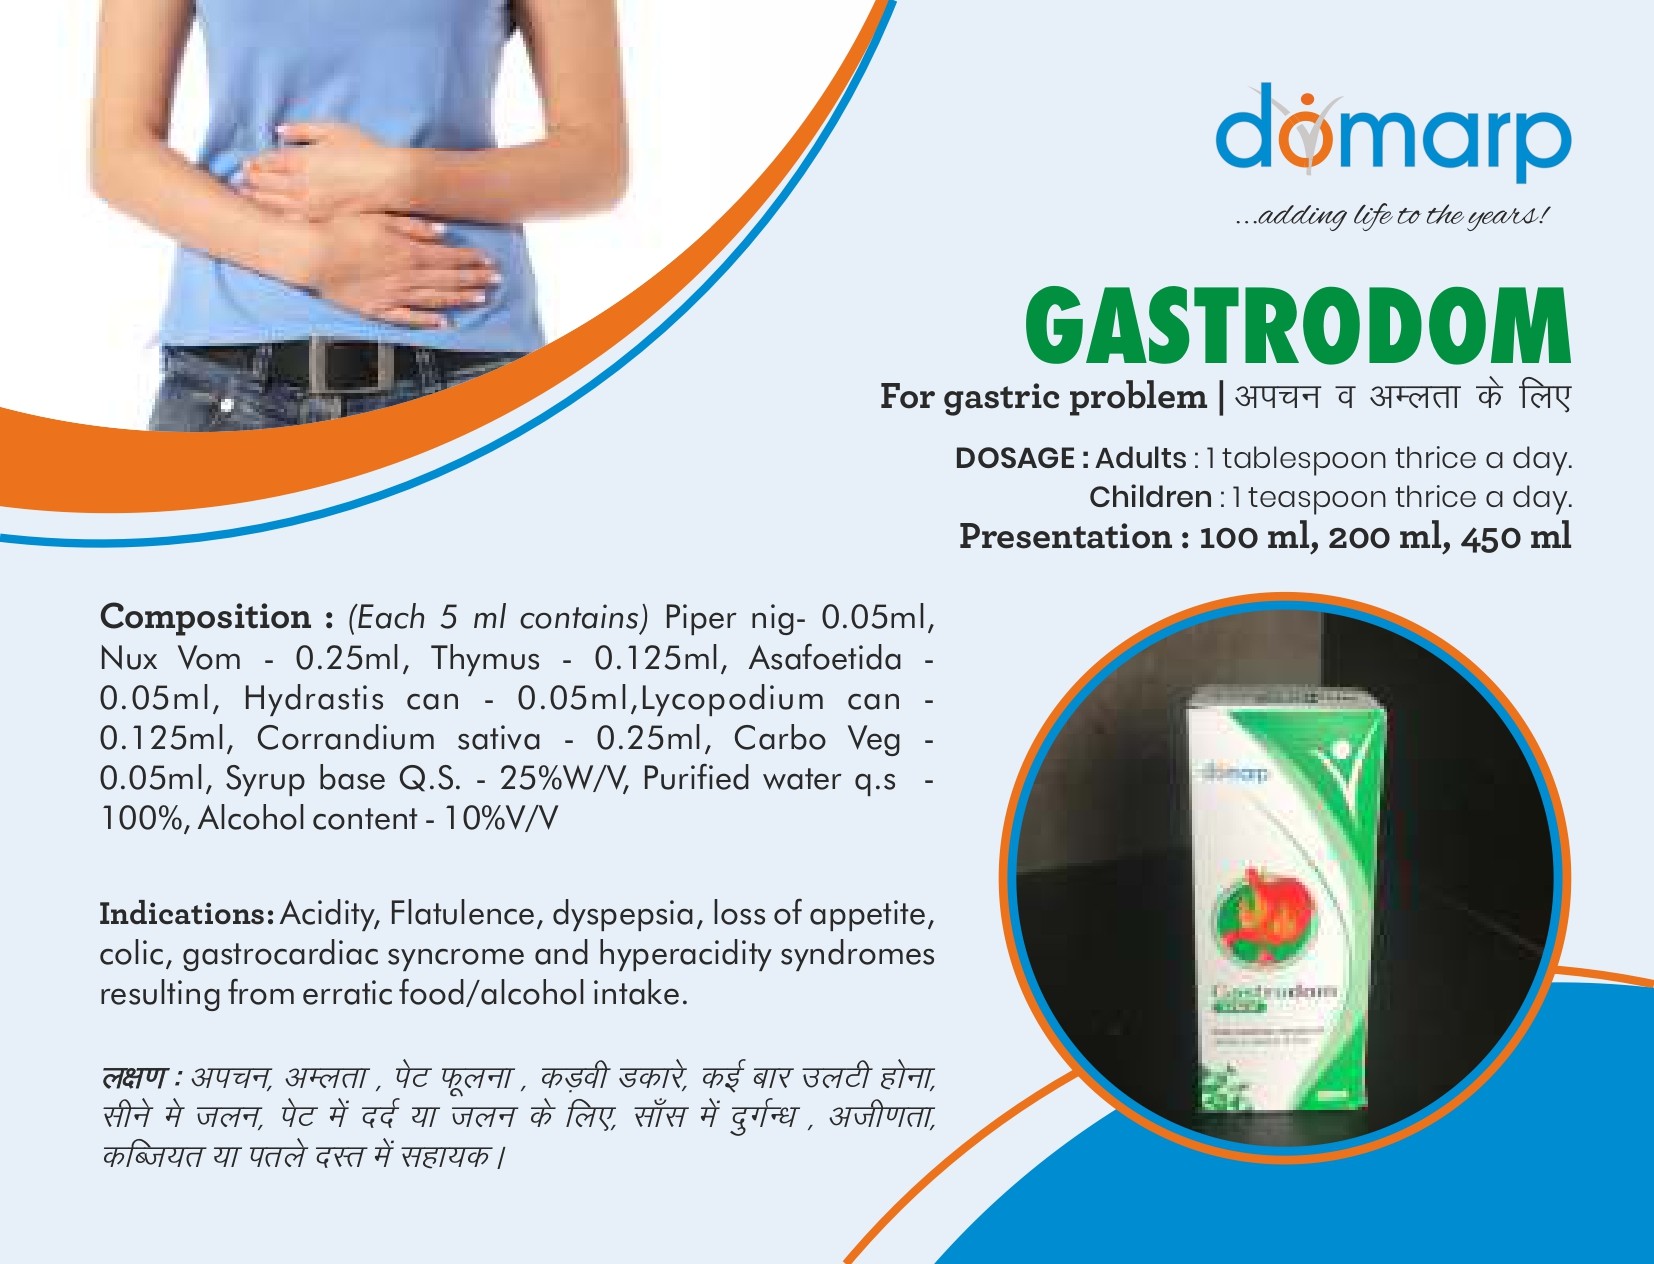 domarp
...adding life to the years!
GASTRODOM
For gastric problem | अपचन व अम्लता के लिए
DOSAGE : Adults : 1 tablespoon thrice a day.
Children : 1 teaspoon thrice a day.
Presentation : 100 ml, 200 ml, 450 ml
Composition : (Each 5 ml contains) Piper nig- 0.05ml,
Nux Vom - 0.25ml, Thymus - 0.125ml, Asafoetida -
0.05ml, Hydrastis can - 0.05ml,Lycopodium can -
0.125ml, Corrandium sativa - 0.25ml, Carbo Veg -
0.05ml, Syrup base Q.S. - 25%W/V, Purified water q.s -
100%, Alcohol content - 10%V/V
Indications: Acidity, Flatulence, dyspepsia, loss of appetite,
colic, gastrocardiac syncrome and hyperacidity syndromes
resulting from erratic food/alcohol intake.
लक्षण : अपचन, अम्लता , पेट फूलना , कड़वी डकारे, कई बार उलटी होना,
सीने मे जलन, पेट में दर्द या जलन के लिए, साँस में दुर्गन्ध , अजीणता,
कब्जियत या पतले दस्त में सहायक।
domarp
Gastrodom